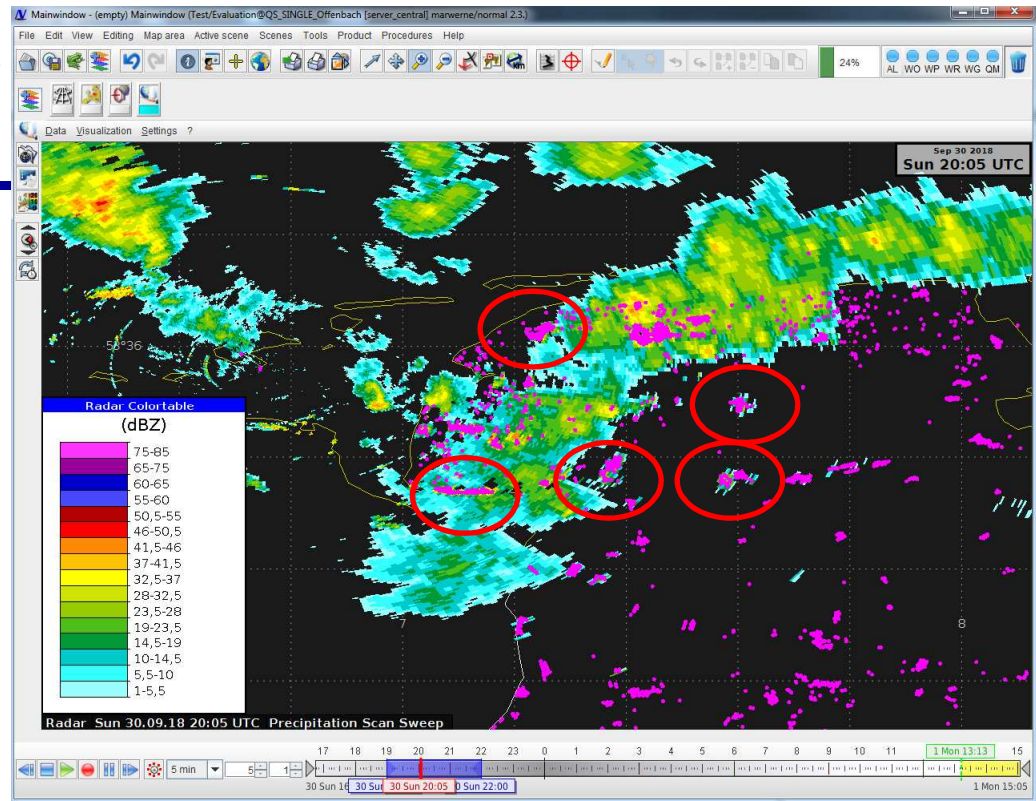 Mainwindow - (empty) Mainwindow (Test/Evaluation@QS_SINGLE_Offenbach [server_central] marwerne/normal 2.3.)
File Edit View Editing Map area Active scene Scenes Tools Product Procedures Help
24%
AL WO WP WR WG QM
Data Visualization Settings ?
Sep 30 2018
Sun 20:05 UTC
53°36
Radar Colortable
(dBZ)
75-85
65-75
60-65
55-60
50,5-55
46-50,5
41,5-46
37-41,5
32,5-37
28-32,5
23,5-28
19-23,5
14,5-19
10-14,5
5,5-10
1-5,5
7
8
Radar Sun 30.09.18 20:05 UTC Precipitation Scan Sweep
17 18 19 20 21 22 23 0 1 2 3 4 5 6 7 8 9 10 11 1 Mon 13:13 15
5 min 5 1
30 Sun 16 30 Sun 30 Sun 20:05 0 Sun 22:00 1 Mon 15:05